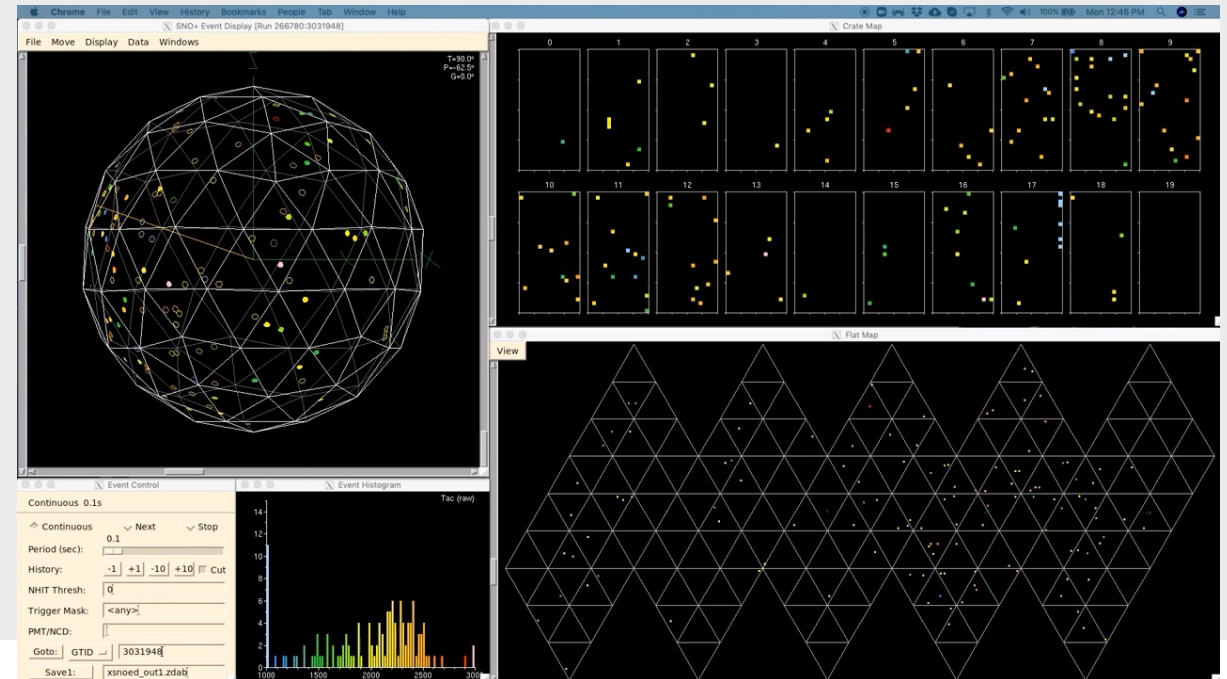 Chrome File Edit View History Bookmarks People Tab Window Help 100% Mon 12:46 PM
SNO+ Event Display [Run 266780:3031948]
File Move Display Data Windows
T=90.0°
P=-62.5°
G=0.0°
Crate Map
0 1 2 3 4 5 6 7 8 9
10 11 12 13 14 15 16 17 18 19
Flat Map
View
Event Control
Continuous 0.1s
Continuous Next Stop
0.1
Period (sec):
History: -1 +1 -10 +10 Cut
NHIT Thresh: 0
Trigger Mask: <any>
PMT/NCD:
Goto: GTID 3031948
Save1: xsnoed_out1.zdab
Event Histogram
Tac (raw)
14
12
10
8
6
4
2
0
1000 1500 2000 2500